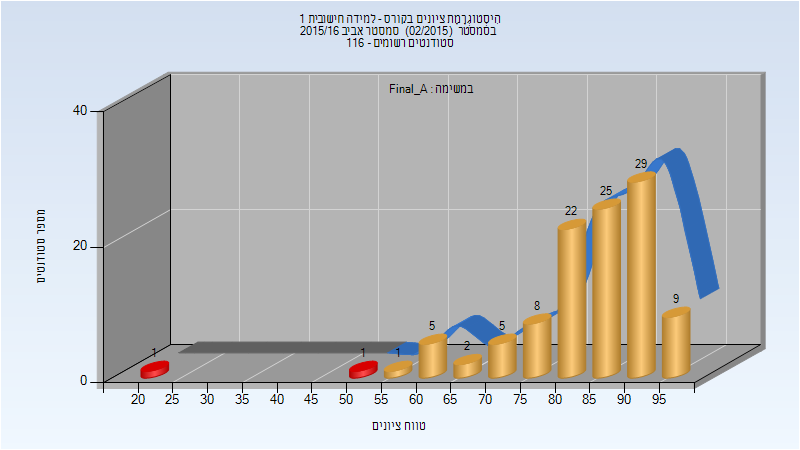 היסטוגרמת ציונים בקורס - למידה חישובית 1
בסמסטר (02/2015) סמסטר אביב 2015/16
סטודנטים רשומים - 116
במשימה : Final_A
מספר סטודנטים
40
20
0
1
1
1
5
2
5
8
22
25
29
9
20 25 30 35 40 45 50 55 60 65 70 75 80 85 90 95
טווח ציונים